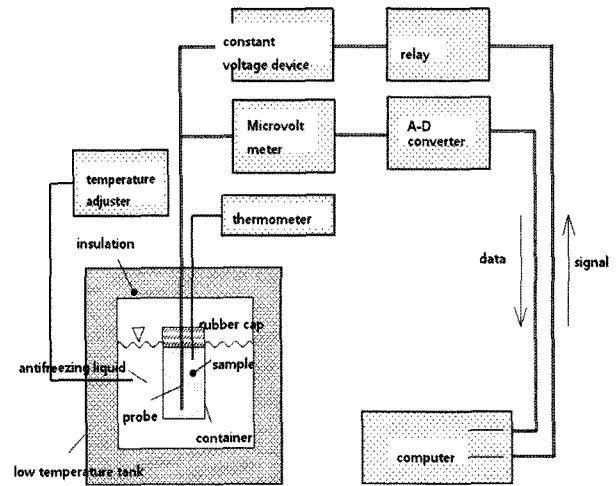 constant
voltage device
relay
Microvolt
meter
A-D
converter
temperature
adjuster
thermometer
insulation
data
signal
rubber cap
antifreezing liquid
sample
probe
container
computer
low temperature tank